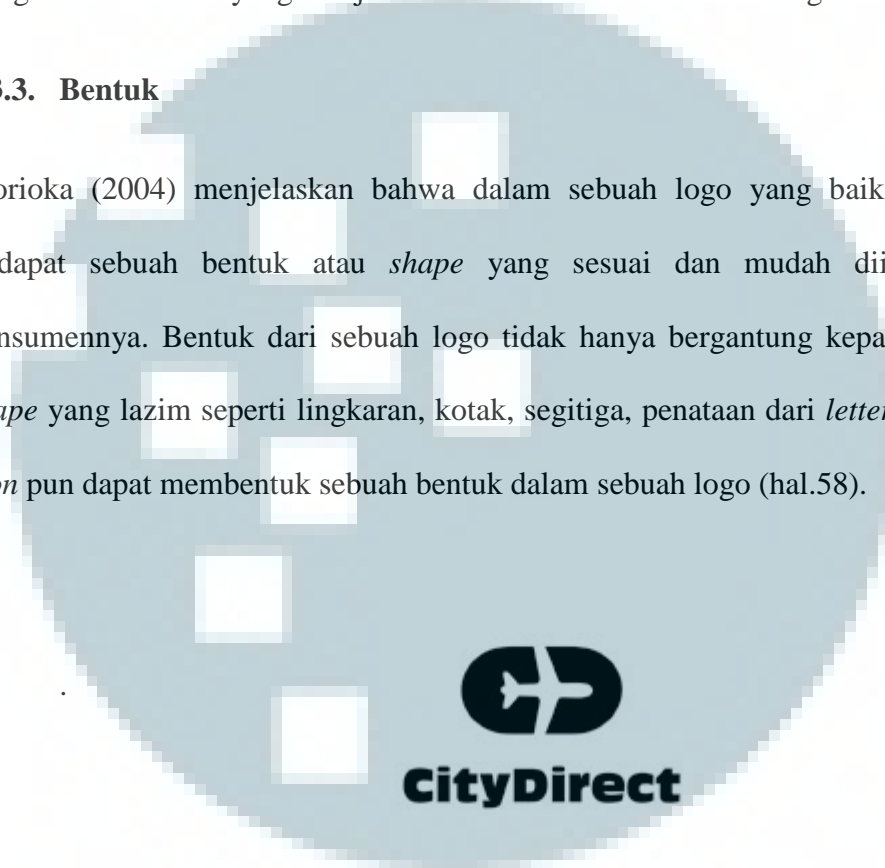 3.3. Bentuk
orioka (2004) menjelaskan bahwa dalam sebuah logo yang baik
dapat sebuah bentuk atau shape yang sesuai dan mudah dii
nsumennya. Bentuk dari sebuah logo tidak hanya bergantung kepa
ape yang lazim seperti lingkaran, kotak, segitiga, penataan dari letter
on pun dapat membentuk sebuah bentuk dalam sebuah logo (hal.58).
.
CityDirect